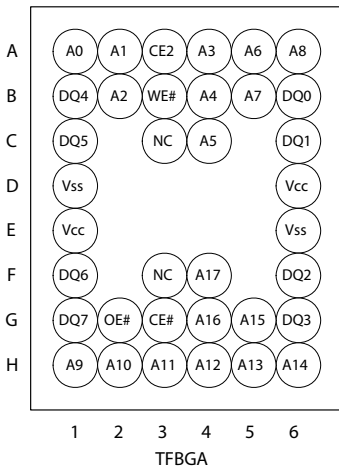 A A0 A1 CE2 A3 A6 A8
B DQ4 A2 WE# A4 A7 DQ0
C DQ5 NC A5 DQ1
D Vss Vcc
E Vcc Vss
F DQ6 NC A17 DQ2
G DQ7 OE# CE# A16 A15 DQ3
H A9 A10 A11 A12 A13 A14
1 2 3 4 5 6
TFBGA